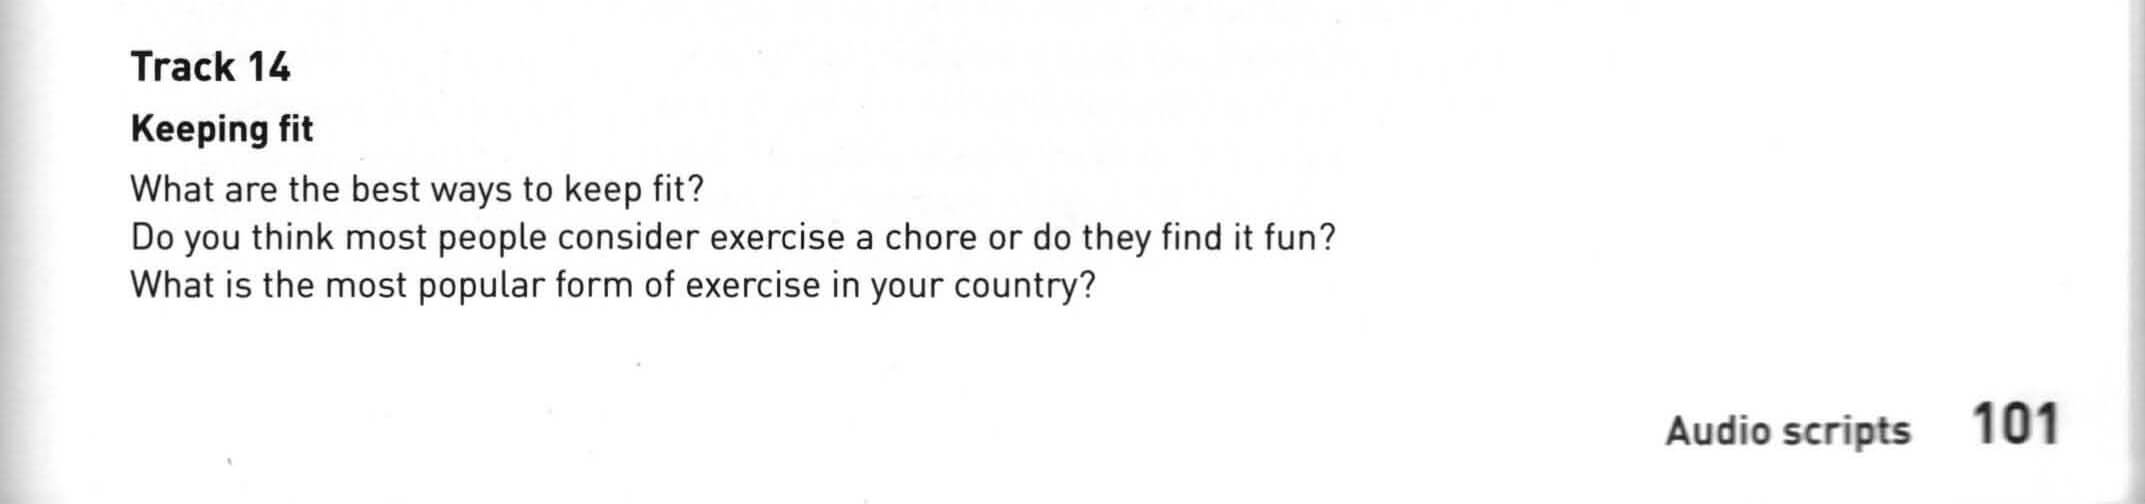 Track 14
Keeping fit
What are the best ways to keep fit?
Do you think most people consider exercise a chore or do they find it fun?
What is the most popular form of exercise in your country?
Audio scripts 101